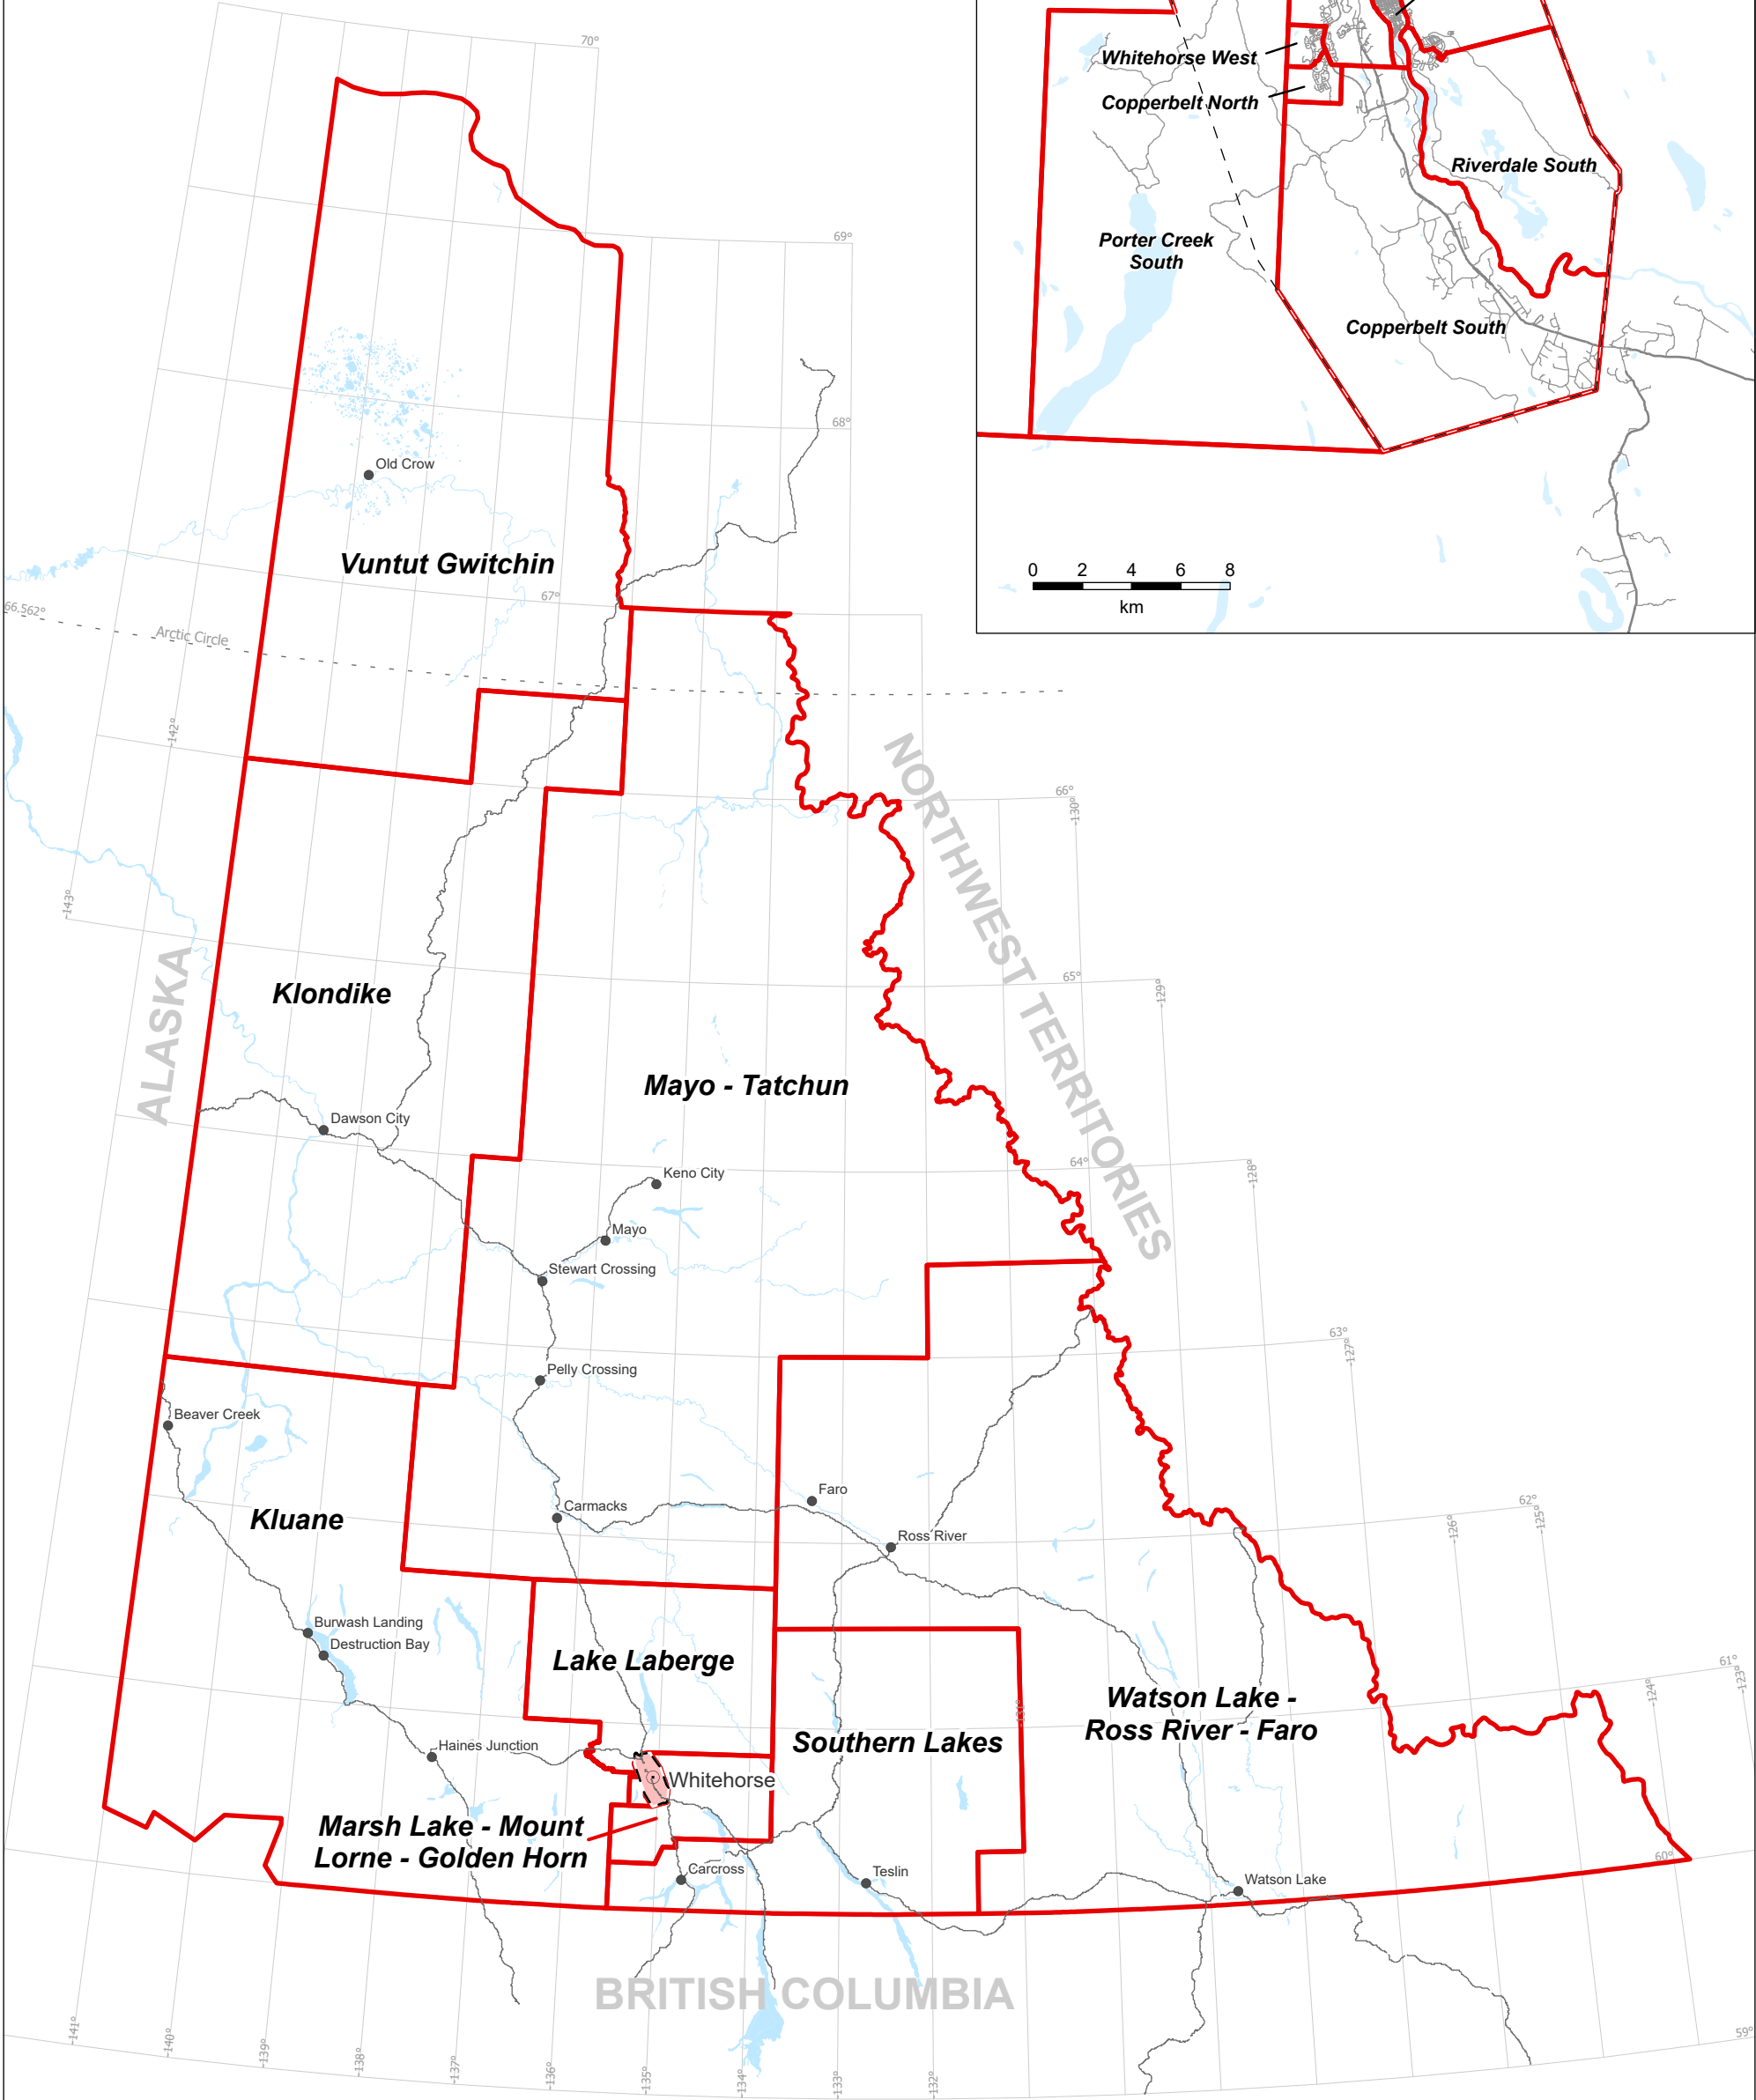 70°
Whitehorse West
Copperbelt North
Riverdale South
Porter Creek
South
Copperbelt South
69°
68°
Old Crow
Vuntut Gwitchin
67°
66.562°
Arctic Circle
0 2 4 6 8
km
-142°
NORTHWEST TERRITORIES
66°
-130°
-143°
ALASKA
65°
-129°
Klondike
Mayo - Tatchun
Dawson City
64°
-128°
Keno City
Mayo
Stewart Crossing
63°
-127°
Pelly Crossing
Beaver Creek
Faro
Carmacks
62°
-126°
-125°
Kluane
Ross River
Burwash Landing
Destruction Bay
Lake Laberge
61°
-124°
-123°
Watson Lake -
Ross River - Faro
-131°
Southern Lakes
Haines Junction
Whitehorse
Marsh Lake - Mount
Lorne - Golden Horn
60°
Carcross
Teslin
Watson Lake
BRITISH COLUMBIA
-141°
-140°
-139°
-138°
-137°
-136°
-135°
-134°
-133°
-132°
59°